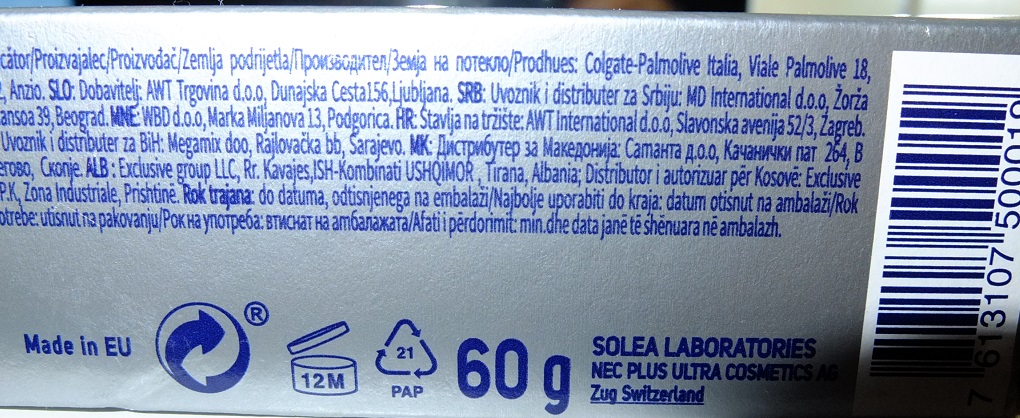 cător/Proizvajalec/Proizvođač/Zemlja podrijetla/Производител/Земја на потекло/Prodhues: Colgate-Palmolive Italia, Viale Palmolive 18,
Anzio. SLO: Dobavitelj: AWT Trgovina d.o.o, Dunajska Cesta156,Ljubljana. SRB: Uvoznik i distributer za Srbiju: MD International d.o.o, Žorža
ansoa 39, Beograd. MNE: WBD d.o.o, Marka Miljanova 13, Podgorica. HR: Stavlja na tržište: AWT International d.o.o, Slavonska avenija 52/3, Zagreb.
Uvoznik i distributer za BiH: Megamix doo, Rajlovačka bb, Sarajevo. MK: Дистрибутер за Македонија: Саманта д.о.о, Качанички пат 264, В
егово, Скопје. ALB : Exclusive group LLC, Rr. Kavajes,ISH-Kombinati USHQIMOR , Tirana, Albania; Distributor i autorizuar për Kosovë: Exclusive
P.K, Zona Industriale, Prishtinë. Rok trajana: do datuma, odtisnjenega na embalaži/Najbolje uporabiti do kraja: datum otisnut na ambalaži/Rok
otrebe: utisnut na pakovanju/Рок на употреба: втиснат на амбалажата/Afati i përdorimit: min.dhe data janë të shënuara në ambalazh.
Made in EU
®
12M
21
PAP
60 g
SOLEA LABORATORIES
NEC PLUS ULTRA COSMETICS AG
Zug Switzerland
7 613107 500019